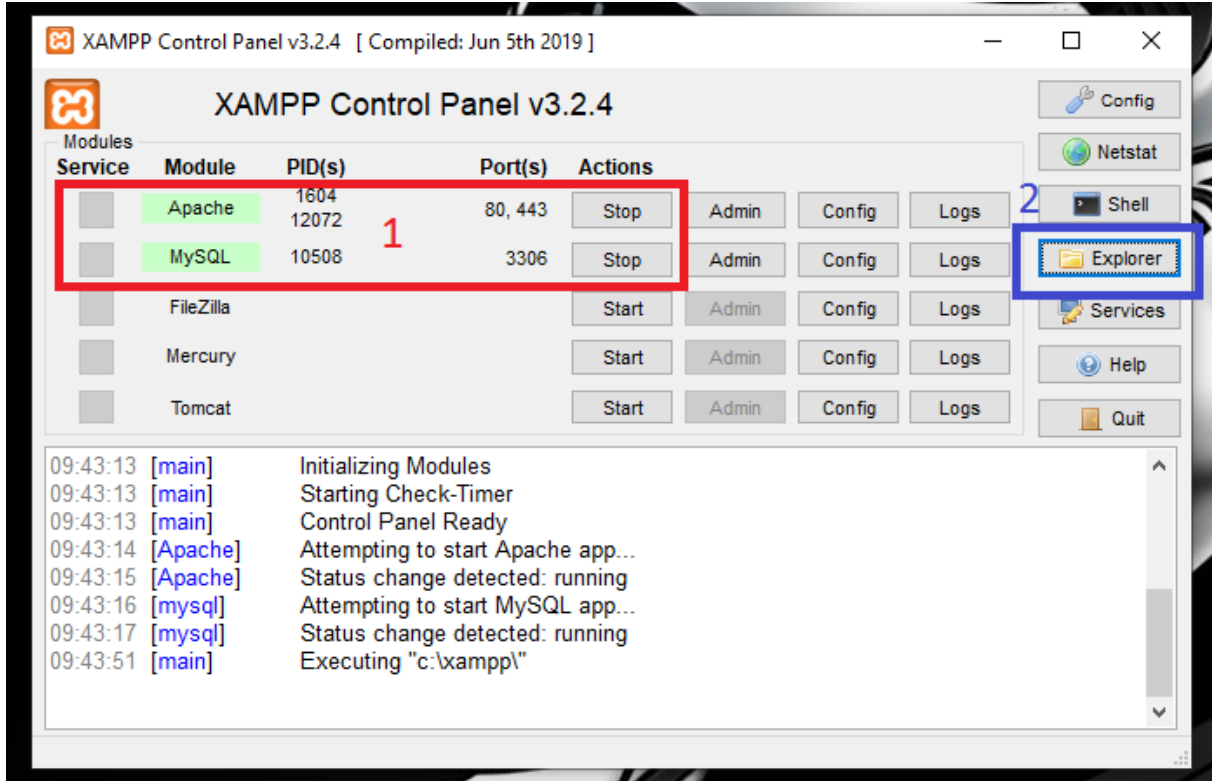 XAMPP Control Panel v3.2.4 [ Compiled: Jun 5th 2019 ]
XAMPP Control Panel v3.2.4
Config
Modules
Netstat
Service Module PID(s) Port(s) Actions
Apache 1604 12072 80, 443 Stop Admin Config Logs
1
2
Shell
MySQL 10508 3306 Stop Admin Config Logs
Explorer
FileZilla Start Admin Config Logs
Services
Mercury Start Admin Config Logs
Help
Tomcat Start Admin Config Logs
Quit
09:43:13 [main] Initializing Modules
09:43:13 [main] Starting Check-Timer
09:43:13 [main] Control Panel Ready
09:43:14 [Apache] Attempting to start Apache app...
09:43:15 [Apache] Status change detected: running
09:43:16 [mysql] Attempting to start MySQL app...
09:43:17 [mysql] Status change detected: running
09:43:51 [main] Executing "c:\xampp\"